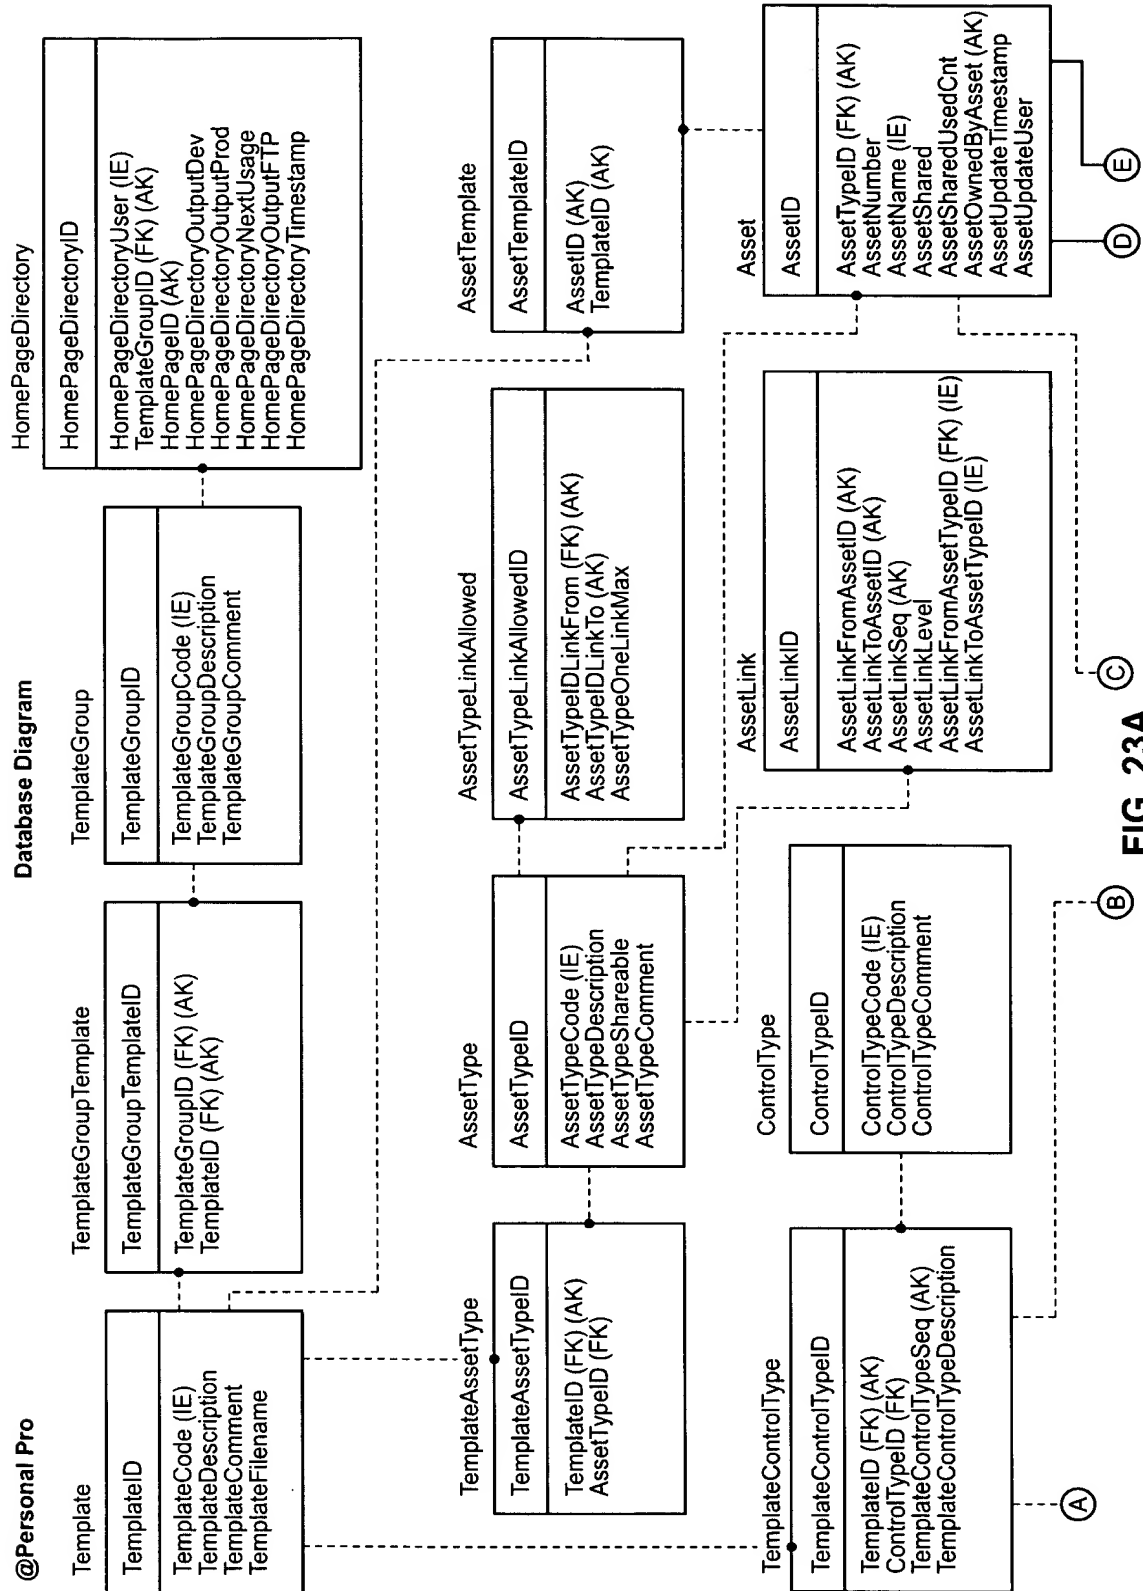 @Personal Pro
Database Diagram
Template
TemplateID
TemplateCode (IE)
TemplateDescription
TemplateComment
TemplateFilename
TemplateGroupTemplate
TemplateGroupTemplateID
TemplateGroupID (FK) (AK)
TemplateID (FK) (AK)
TemplateGroup
TemplateGroupID
TemplateGroupCode (IE)
TemplateGroupDescription
TemplateGroupComment
HomePageDirectory
HomePageDirectoryID
HomePageDirectoryUser (IE)
TemplateGroupID (FK) (AK)
HomePageID (AK)
HomePageDirectoryOutputDev
HomePageDirectoryOutputProd
HomePageDirectoryNextUsage
HomePageDirectoryOutputFTP
HomePageDirectoryTimestamp
TemplateAssetType
TemplateAssetTypeID
TemplateID (FK) (AK)
AssetTypeID (FK)
AssetType
AssetTypeID
AssetTypeCode (IE)
AssetTypeDescription
AssetTypeShareable
AssetTypeComment
AssetTypeLinkAllowed
AssetTypeLinkAllowedID
AssetTypeIDLinkFrom (FK) (AK)
AssetTypeIDLinkTo (AK)
AssetTypeOneLinkMax
AssetTemplate
AssetTemplateID
AssetID (AK)
TemplateID (AK)
TemplateControlType
TemplateControlTypeID
TemplateID (FK) (AK)
ControlTypeID (FK)
TemplateControlTypeSeq (AK)
TemplateControlTypeDescription
ControlType
ControlTypeID
ControlTypeCode (IE)
ControlTypeDescription
ControlTypeComment
AssetLink
AssetLinkID
AssetLinkFromAssetID (AK)
AssetLinkToAssetID (AK)
AssetLinkSeq (AK)
AssetLinkLevel
AssetLinkFromAssetTypeID (FK) (IE)
AssetLinkToAssetTypeID (IE)
Asset
AssetID
AssetTypeID (FK) (AK)
AssetNumber
AssetName (IE)
AssetShared
AssetSharedUsedCnt
AssetOwnedByAsset (AK)
AssetUpdateTimestamp
AssetUpdateUser
A
B
C
D
E
FIG. 23A